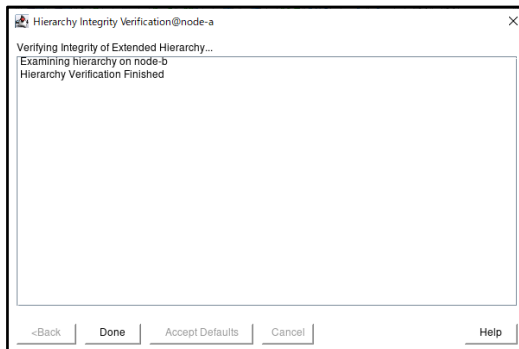 Hierarchy Integrity Verification@node-a
Verifying Integrity of Extended Hierarchy...
Examining hierarchy on node-b
Hierarchy Verification Finished
<Back Done Accept Defaults Cancel Help